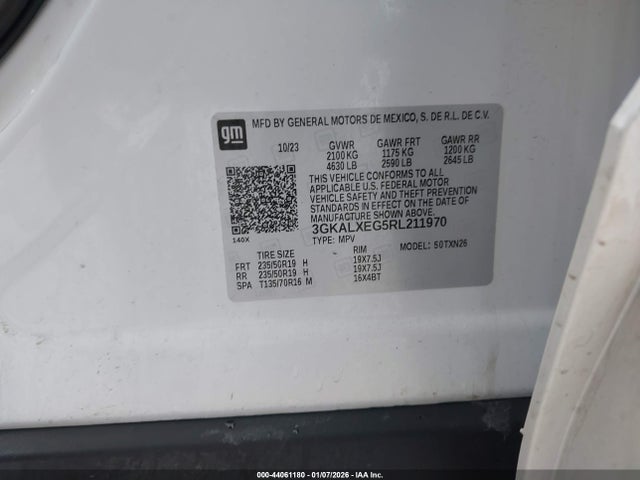 gm
MFD BY GENERAL MOTORS DE MEXICO, S. DE R.L. DE C.V.
10/23 GVWR GAWR FRT GAWR RR
2100 KG 1175 KG 1200 KG
4630 LB 2590 LB 2645 LB
THIS VEHICLE CONFORMS TO ALL
APPLICABLE U.S. FEDERAL MOTOR
VEHICLE SAFETY AND THEFT PREVENTION
STANDARDS IN EFFECT ON THE DATE OF
MANUFACTURE SHOWN ABOVE.
3GKALXEG5RL211970
140X
TYPE: MPV MODEL: S0TXN26
TIRE SIZE RIM
FRT 235/50R19 H 19X7.5J
RR 235/50R19 H 19X7.5J
SPA T135/70R16 M 16X4BT
000-44061180 - 01/07/2026 - IAA Inc.